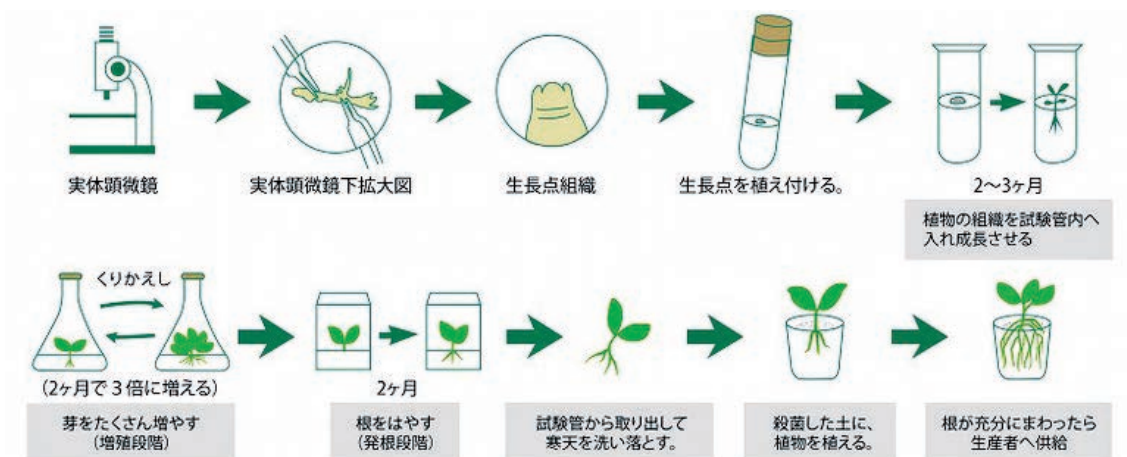 実体顕微鏡
実体顕微鏡下拡大図
生長点組織
生長点を植え付ける。
2〜3ヶ月
植物の組織を試験管内へ
入れ成長させる
くりかえし
(2ヶ月で3倍に増える)
芽をたくさん増やす
(増殖段階)
2ヶ月
根をはやす
(発根段階)
試験管から取り出して
寒天を洗い落とす。
殺菌した土に、
植物を植える。
根が充分にまわったら
生産者へ供給